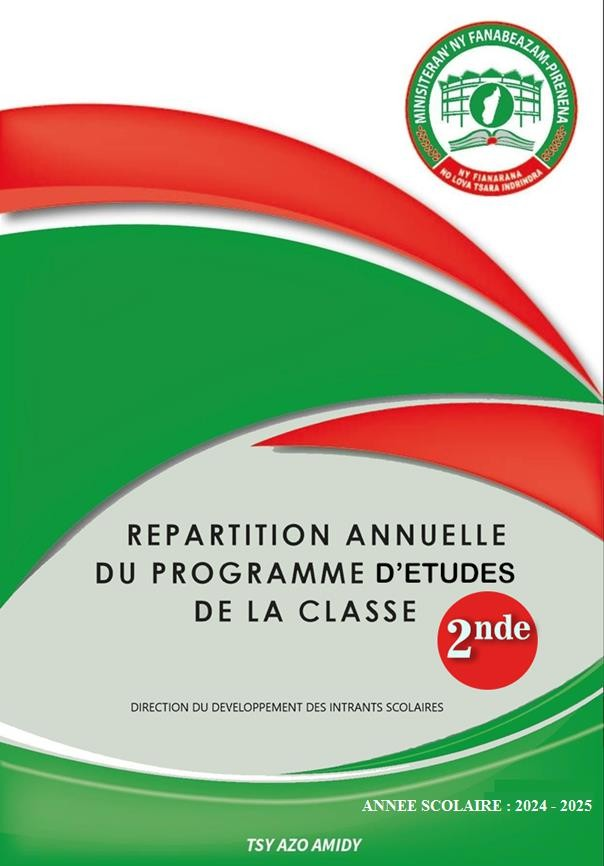 MINISITERAN' NY FANABEAZAM-PIRENENA
NY FIANARANA
NO LOVA TSARA INDRINDRA
REPARTITION ANNUELLE
DU PROGRAMME D'ETUDES
DE LA CLASSE
2nde
DIRECTION DU DEVELOPPEMENT DES INTRANTS SCOLAIRES
ANNEE SCOLAIRE : 2024 - 2025
TSY AZO AMIDY